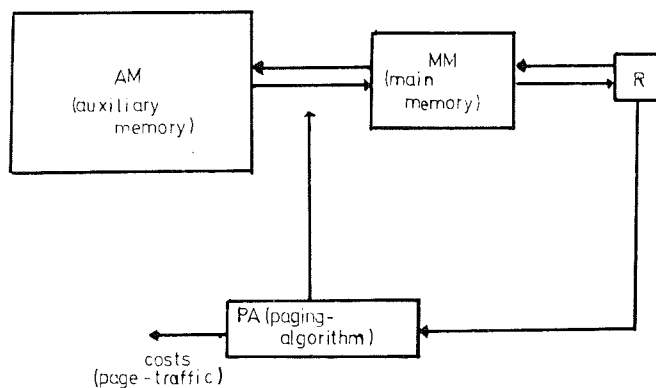 AM
(auxiliary
memory)
MM
(main
memory)
R
PA (paging-
algorithm)
costs
(page-traffic)